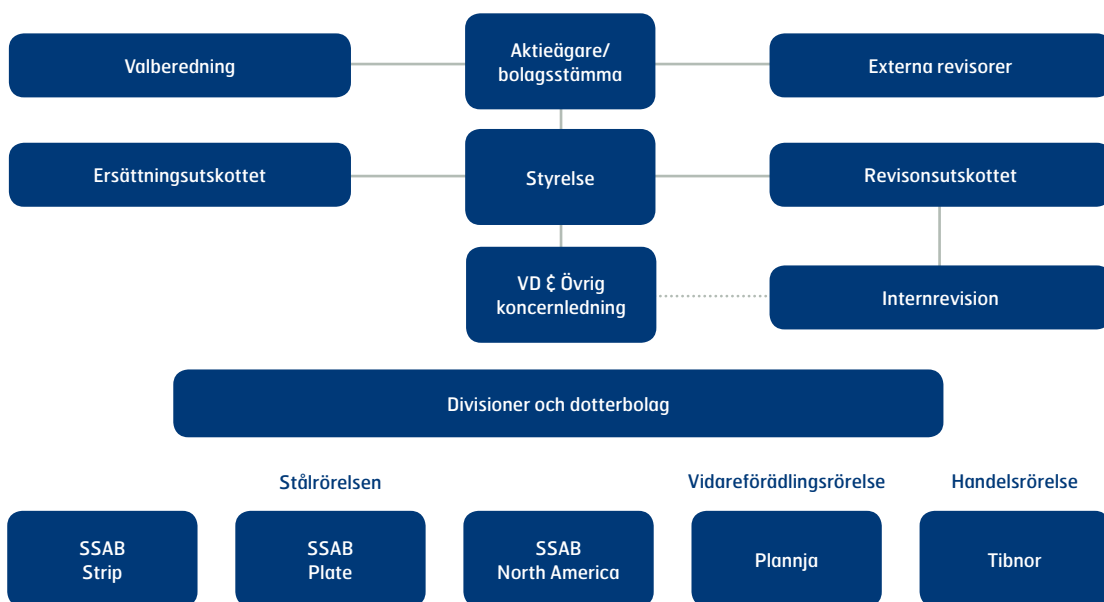 Valberedning
Aktieägare/
bolagsstämma
Externa revisorer
Ersättningsutskottet
Styrelse
Revisonsutskottet
VD & Övrig
koncernledning
Internrevision
Divisioner och dotterbolag
Stålrörelsen
Vidareförädlingsrörelse
Handelsrörelse
SSAB
Strip
SSAB
Plate
SSAB
North America
Plannja
Tibnor